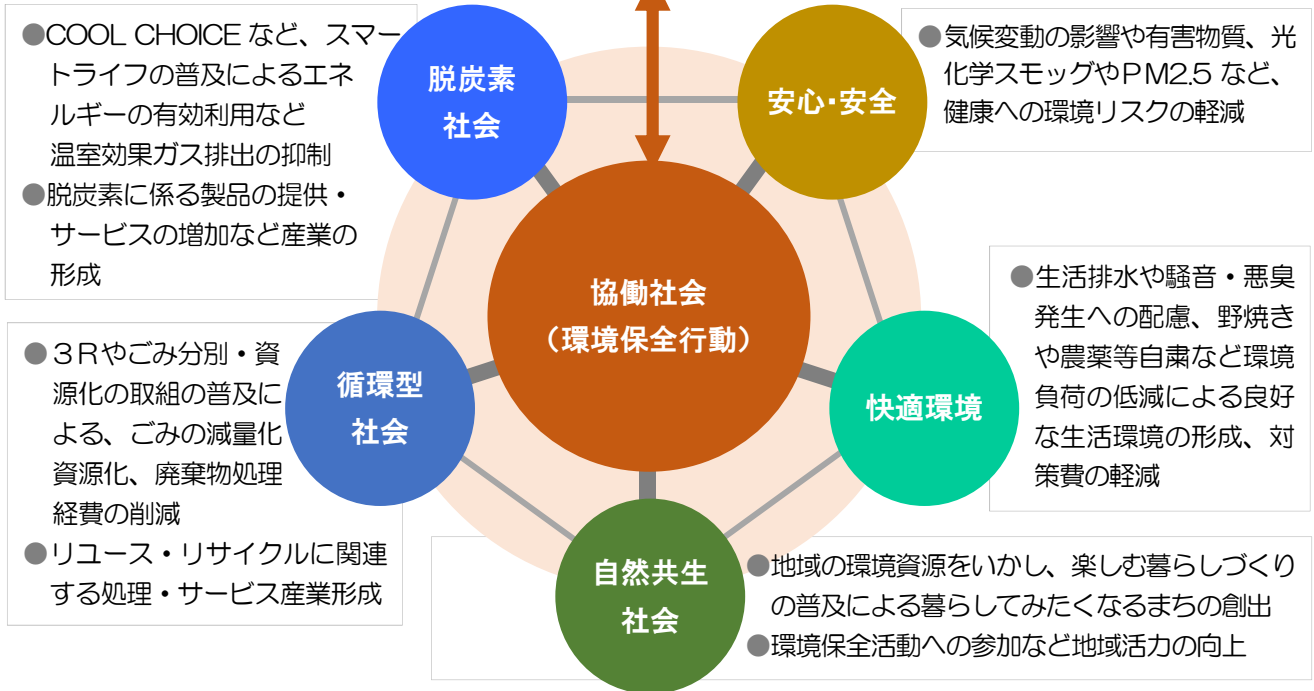 ●COOL CHOICE など、スマー
トライフの普及によるエネ
ルギーの有効利用など
温室効果ガス排出の抑制
●脱炭素に係る製品の提供・
サービスの増加など産業の
形成
脱炭素
社会
安心・安全
●気候変動の影響や有害物質、光
化学スモッグやPM2.5 など、
健康への環境リスクの軽減
協働社会
（環境保全行動）
●３Rやごみ分別・資
源化の取組の普及に
よる、ごみの減量化
資源化、廃棄物処理
経費の削減
●リユース・リサイクルに関連
する処理・サービス産業形成
循環型
社会
快適環境
●生活排水や騒音・悪臭
発生への配慮、野焼き
や農薬等自粛など環境
負荷の低減による良好
な生活環境の形成、対
策費の軽減
自然共生
社会
●地域の環境資源をいかし、楽しむ暮らしづくり
の普及による暮らしてみたくなるまちの創出
●環境保全活動への参加など地域活力の向上